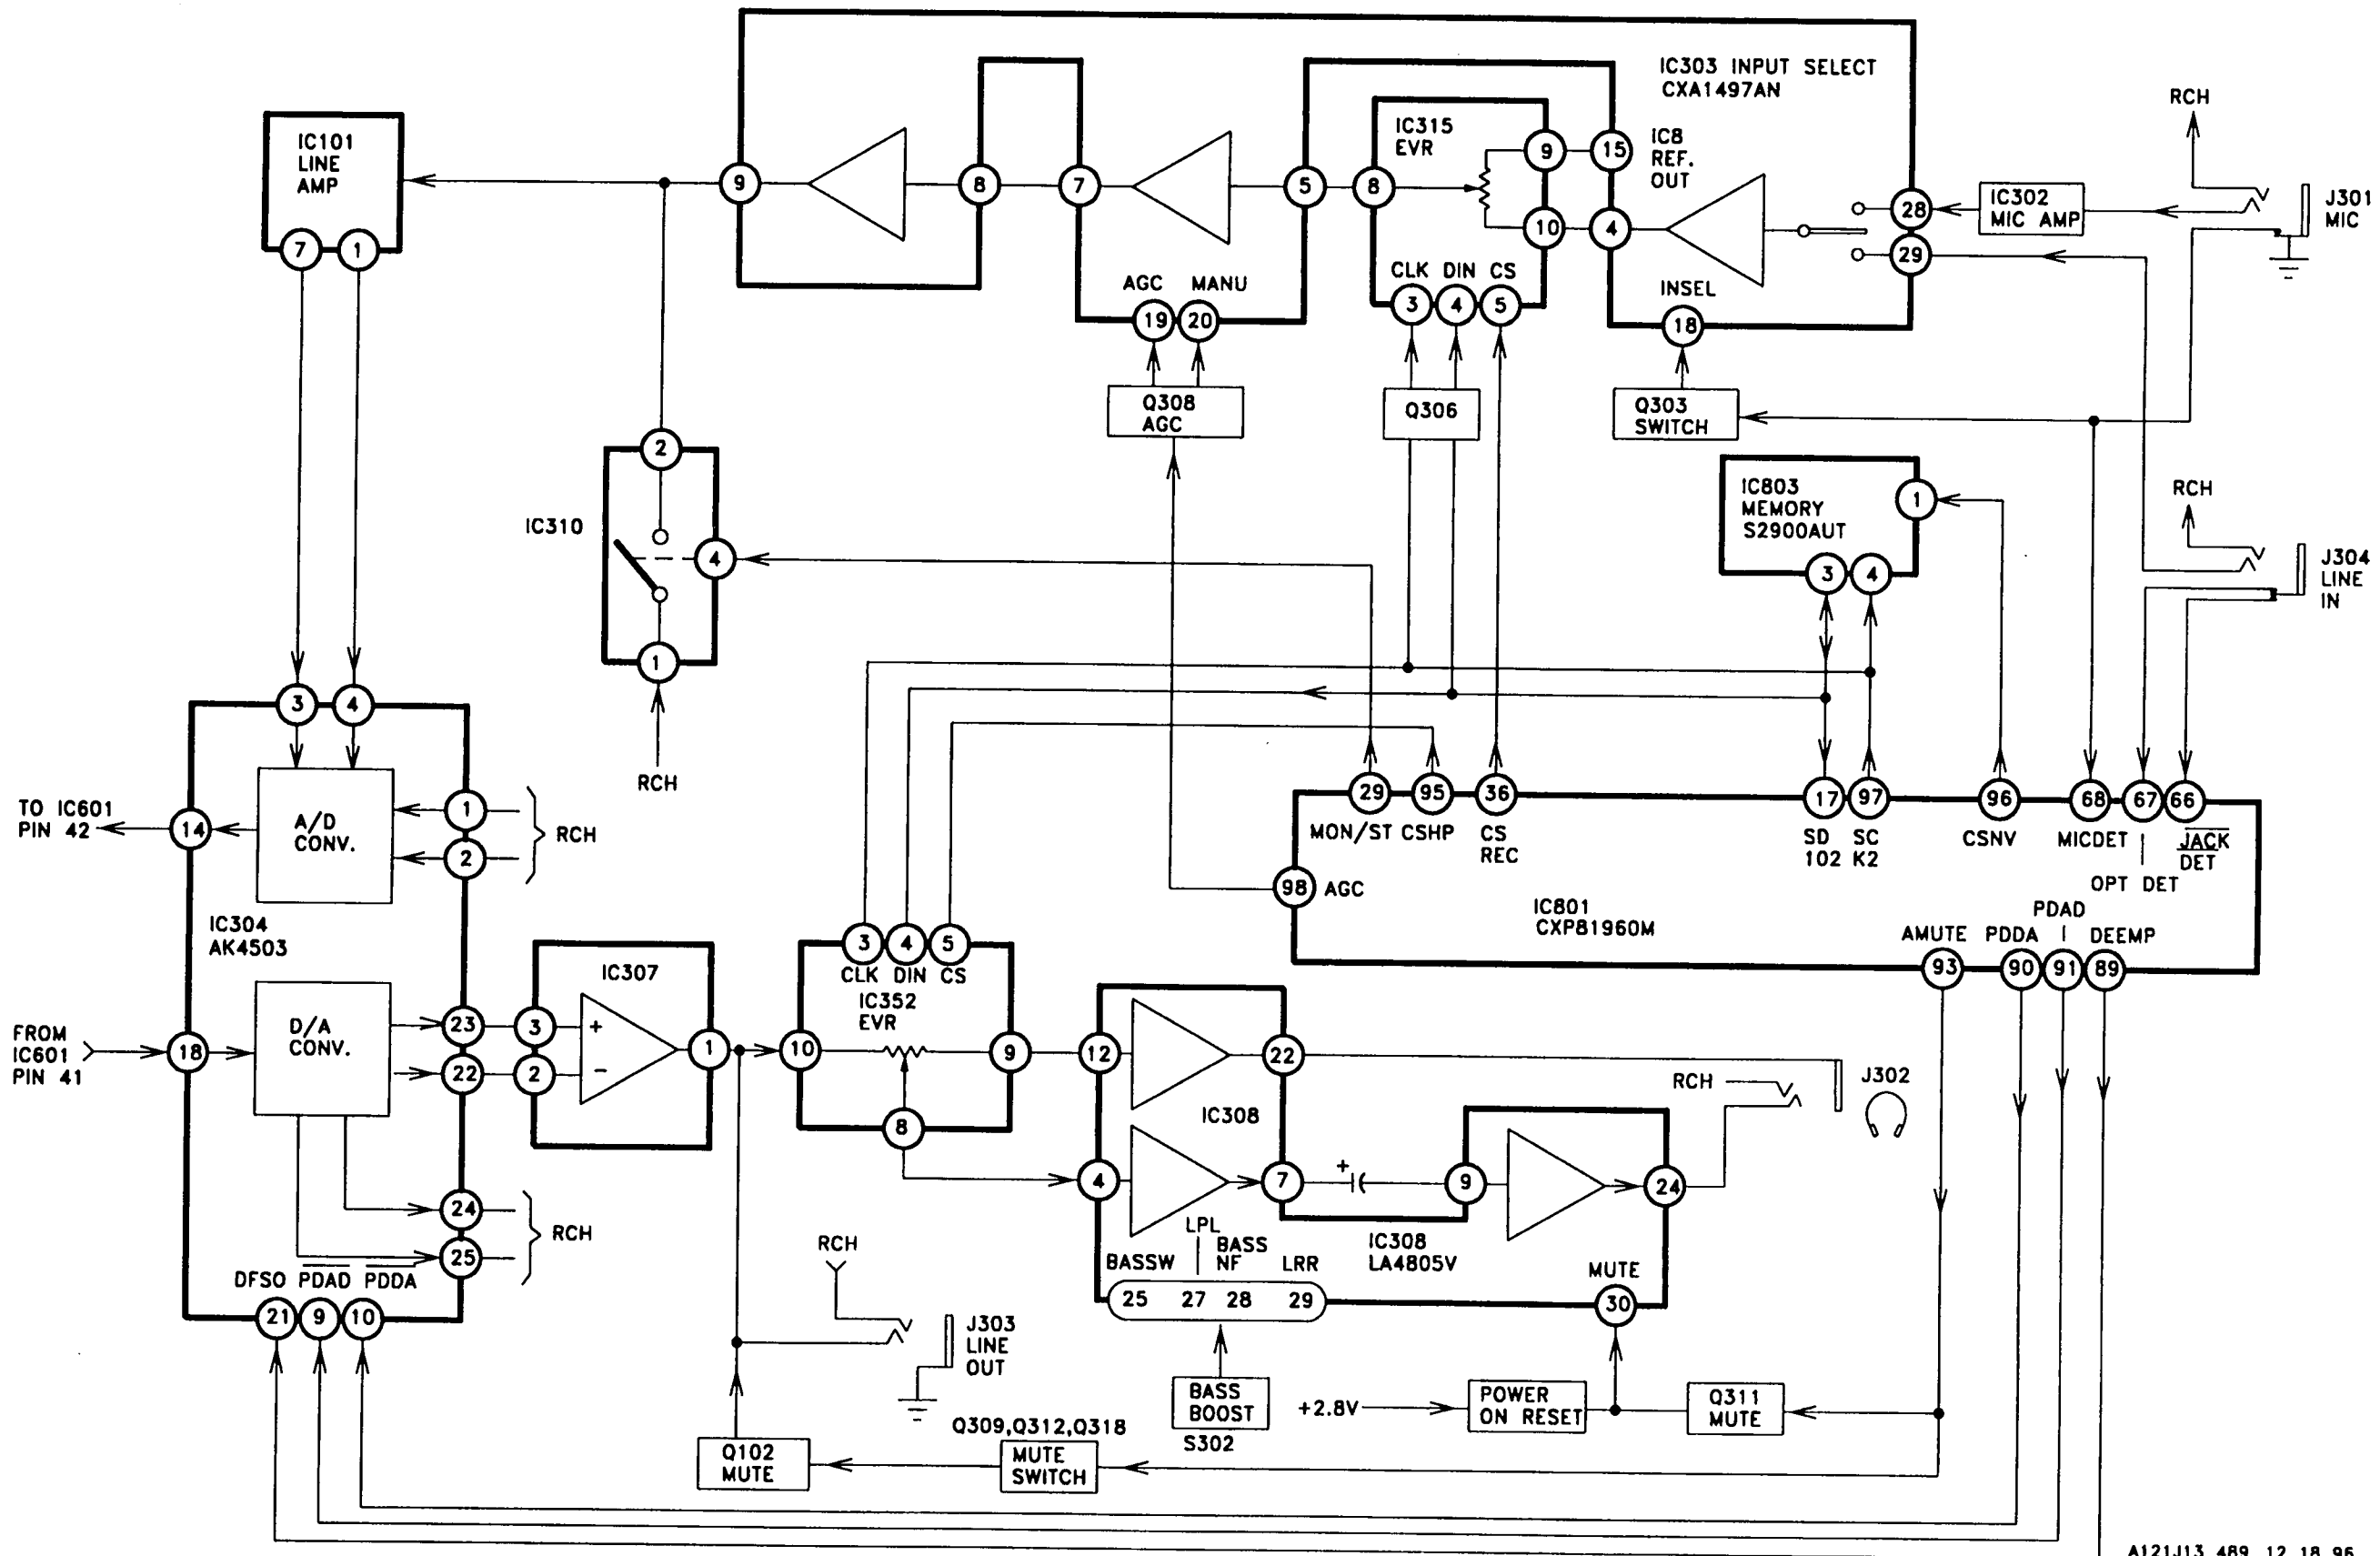 IC303 INPUT SELECT
CXA1497AN
RCH
IC101
LINE
AMP
7
1
9
8
7
5
8
IC315
EVR
9
15
IC8
REF.
OUT
10
4
28
29
IC302
MIC AMP
J301
MIC
CLK DIN CS
3
4
5
AGC MANU
19
20
INSEL
18
Q308
AGC
Q306
Q303
SWITCH
IC310
2
4
1
RCH
IC803
MEMORY
S2900AUT
1
3
4
RCH
J304
LINE
IN
3
4
A/D
CONV.
TO IC601
PIN 42
14
1
2
RCH
IC304
AK4503
29
95
36
17
97
96
68
67
66
MON/ST CSHP CS
REC
SD
102
SC
K2
CSNV
MICDET
OPT DET
JACK
DET
98
AGC
IC801
CXP81960M
AMUTE PDDA PDAD DEEMP
93
90
91
89
FROM
IC601
PIN 41
18
D/A
CONV.
23
22
24
25
RCH
DFSO PDAD PDDA
21
9
10
IC307
3
+
2
−
1
3
4
5
CLK DIN CS
IC352
EVR
10
9
8
12
22
IC308
4
7
+
9
24
IC308
LA4805V
RCH
J302
BASSW LPL BASS
NF
LRR
25 27 28 29
MUTE
30
RCH
J303
LINE
OUT
BASS
BOOST
S302
+2.8V
POWER
ON RESET
Q311
MUTE
Q102
MUTE
Q309,Q312,Q318
MUTE
SWITCH
A121J13 489 12 18 96